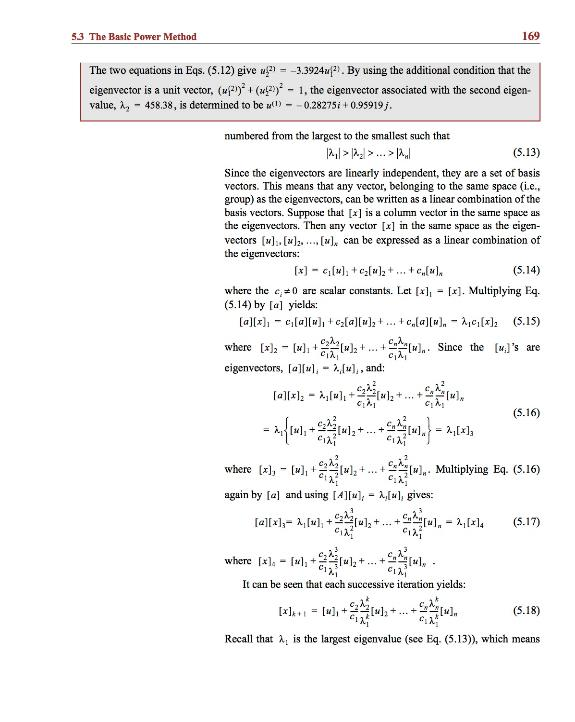 5.3 The Basic Power Method 169
The two equations in Eqs. (5.12) give u₂⁽²⁾ = −3.3924u₁⁽²⁾. By using the additional condition that the
eigenvector is a unit vector, (u₁⁽²⁾)² + (u₂⁽²⁾)² = 1, the eigenvector associated with the second eigen-
value, λ₂ = 458.38, is determined to be u⁽¹⁾ = −0.28275i + 0.95919j.
numbered from the largest to the smallest such that
|λ₁| > |λ₂| > ... > |λₙ| (5.13)
Since the eigenvectors are linearly independent, they are a set of basis
vectors. This means that any vector, belonging to the same space (i.e.,
group) as the eigenvectors, can be written as a linear combination of the
basis vectors. Suppose that [x] is a column vector in the same space as
the eigenvectors. Then any vector [x] in the same space as the eigen-
vectors [u]₁, [u]₂, ..., [u]ₙ can be expressed as a linear combination of
the eigenvectors:
[x] = c₁[u]₁ + c₂[u]₂ + ... + cₙ[u]ₙ (5.14)
where the cᵢ ≠ 0 are scalar constants. Let [x]₁ = [x]. Multiplying Eq.
(5.14) by [a] yields:
[a][x]₁ = c₁[a][u]₁ + c₂[a][u]₂ + ... + cₙ[a][u]ₙ = λ₁c₁[x]₂ (5.15)
where [x]₂ = [u]₁ + (c₂λ₂)/(c₁λ₁)[u]₂ + ... + (cₙλₙ)/(c₁λ₁)[u]ₙ. Since the [uᵢ]'s are
eigenvectors, [a][u]ᵢ = λᵢ[u]ᵢ, and:
[a][x]₂ = λ₁[u]₁ + (c₂λ₂²)/(c₁λ₁)[u]₂ + ... + (cₙλₙ²)/(c₁λ₁)[u]ₙ
(5.16)
= λ₁{[u]₁ + (c₂λ₂²)/(c₁λ₁²)[u]₂ + ... + (cₙλₙ²)/(c₁λ₁²)[u]ₙ} = λ₁[x]₃
where [x]₃ = [u]₁ + (c₂λ₂²)/(c₁λ₁²)[u]₂ + ... + (cₙλₙ²)/(c₁λ₁²)[u]ₙ. Multiplying Eq. (5.16)
again by [a] and using [A][u]ᵢ = λᵢ[u]ᵢ gives:
[a][x]₃ = λ₁[u]₁ + (c₂λ₂³)/(c₁λ₁²)[u]₂ + ... + (cₙλₙ³)/(c₁λ₁²)[u]ₙ = λ₁[x]₄ (5.17)
where [x]₄ = [u]₁ + (c₂λ₂³)/(c₁λ₁³)[u]₂ + ... + (cₙλₙ³)/(c₁λ₁³)[u]ₙ .
It can be seen that each successive iteration yields:
[x]ₖ₊₁ = [u]₁ + (c₂λ₂ᵏ)/(c₁λ₁ᵏ)[u]₂ + ... + (cₙλₙᵏ)/(c₁λ₁ᵏ)[u]ₙ (5.18)
Recall that λ₁ is the largest eigenvalue (see Eq. (5.13)), which means